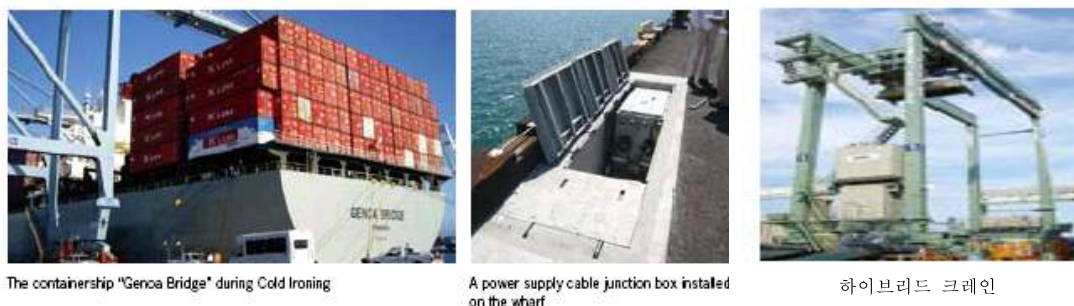 GENOA BRIDGE
The containership "Genoa Bridge" during Cold Ironing
A power supply cable junction box installed
on the wharf
하이브리드 크레인